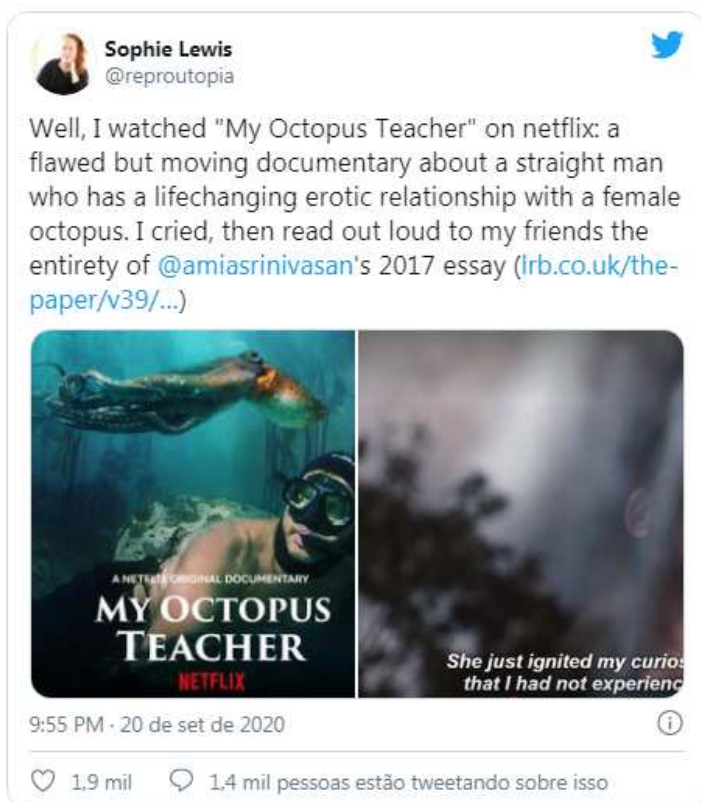 Sophie Lewis
@reproutopia
Well, I watched "My Octopus Teacher" on netflix: a
flawed but moving documentary about a straight man
who has a lifechanging erotic relationship with a female
octopus. I cried, then read out loud to my friends the
entirety of @amiasrinivasan's 2017 essay (lrb.co.uk/the-
paper/v39/...)
A NETFLIX ORIGINAL DOCUMENTARY
MY OCTOPUS
TEACHER
NETFLIX
She just ignited my curios
that I had not experienc
9:55 PM · 20 de set de 2020
1,9 mil 1,4 mil pessoas estão tweetando sobre isso